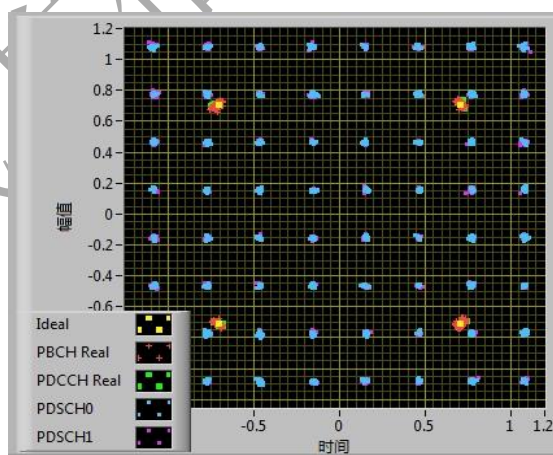 1.2
1
0.8
0.6
0.4
0.2
0
-0.2
-0.4
-0.6
幅值
Ideal
PBCH Real
PDCCH Real
PDSCH0
PDSCH1
-0.5 0 0.5 1 1.2
时间